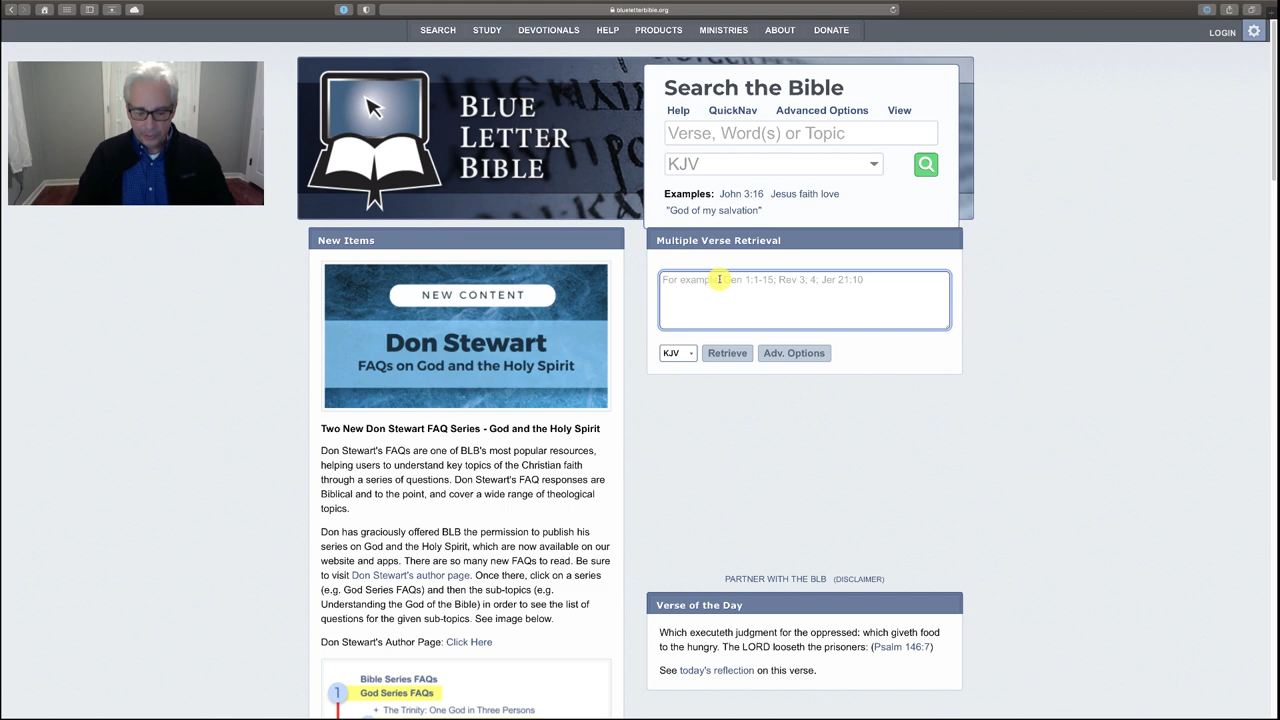 blueletterbible.org
SEARCH STUDY DEVOTIONALS HELP PRODUCTS MINISTRIES ABOUT DONATE
LOGIN
BLUE
LETTER
BIBLE
Search the Bible
Help QuickNav Advanced Options View
Verse, Word(s) or Topic
KJV
Examples: John 3:16 Jesus faith love
"God of my salvation"
New Items
NEW CONTENT
Don Stewart
FAQs on God and the Holy Spirit
Two New Don Stewart FAQ Series - God and the Holy Spirit
Don Stewart's FAQs are one of BLB's most popular resources,
helping users to understand key topics of the Christian faith
through a series of questions. Don Stewart's FAQ responses are
Biblical and to the point, and cover a wide range of theological
topics.
Don has graciously offered BLB the permission to publish his
series on God and the Holy Spirit, which are now available on our
website and apps. There are so many new FAQs to read. Be sure
to visit Don Stewart's author page. Once there, click on a series
(e.g. God Series FAQs) and then the sub-topics (e.g.
Understanding the God of the Bible) in order to see the list of
questions for the given sub-topics. See image below.
Don Stewart's Author Page: Click Here
Bible Series FAQs
1 God Series FAQs
+ The Trinity: One God in Three Persons
Multiple Verse Retrieval
For example Gen 1:1-15; Rev 3; 4; Jer 21:10
KJV Retrieve Adv. Options
PARTNER WITH THE BLB (DISCLAIMER)
Verse of the Day
Which executeth judgment for the oppressed: which giveth food
to the hungry. The LORD looseth the prisoners: (Psalm 146:7)
See today's reflection on this verse.